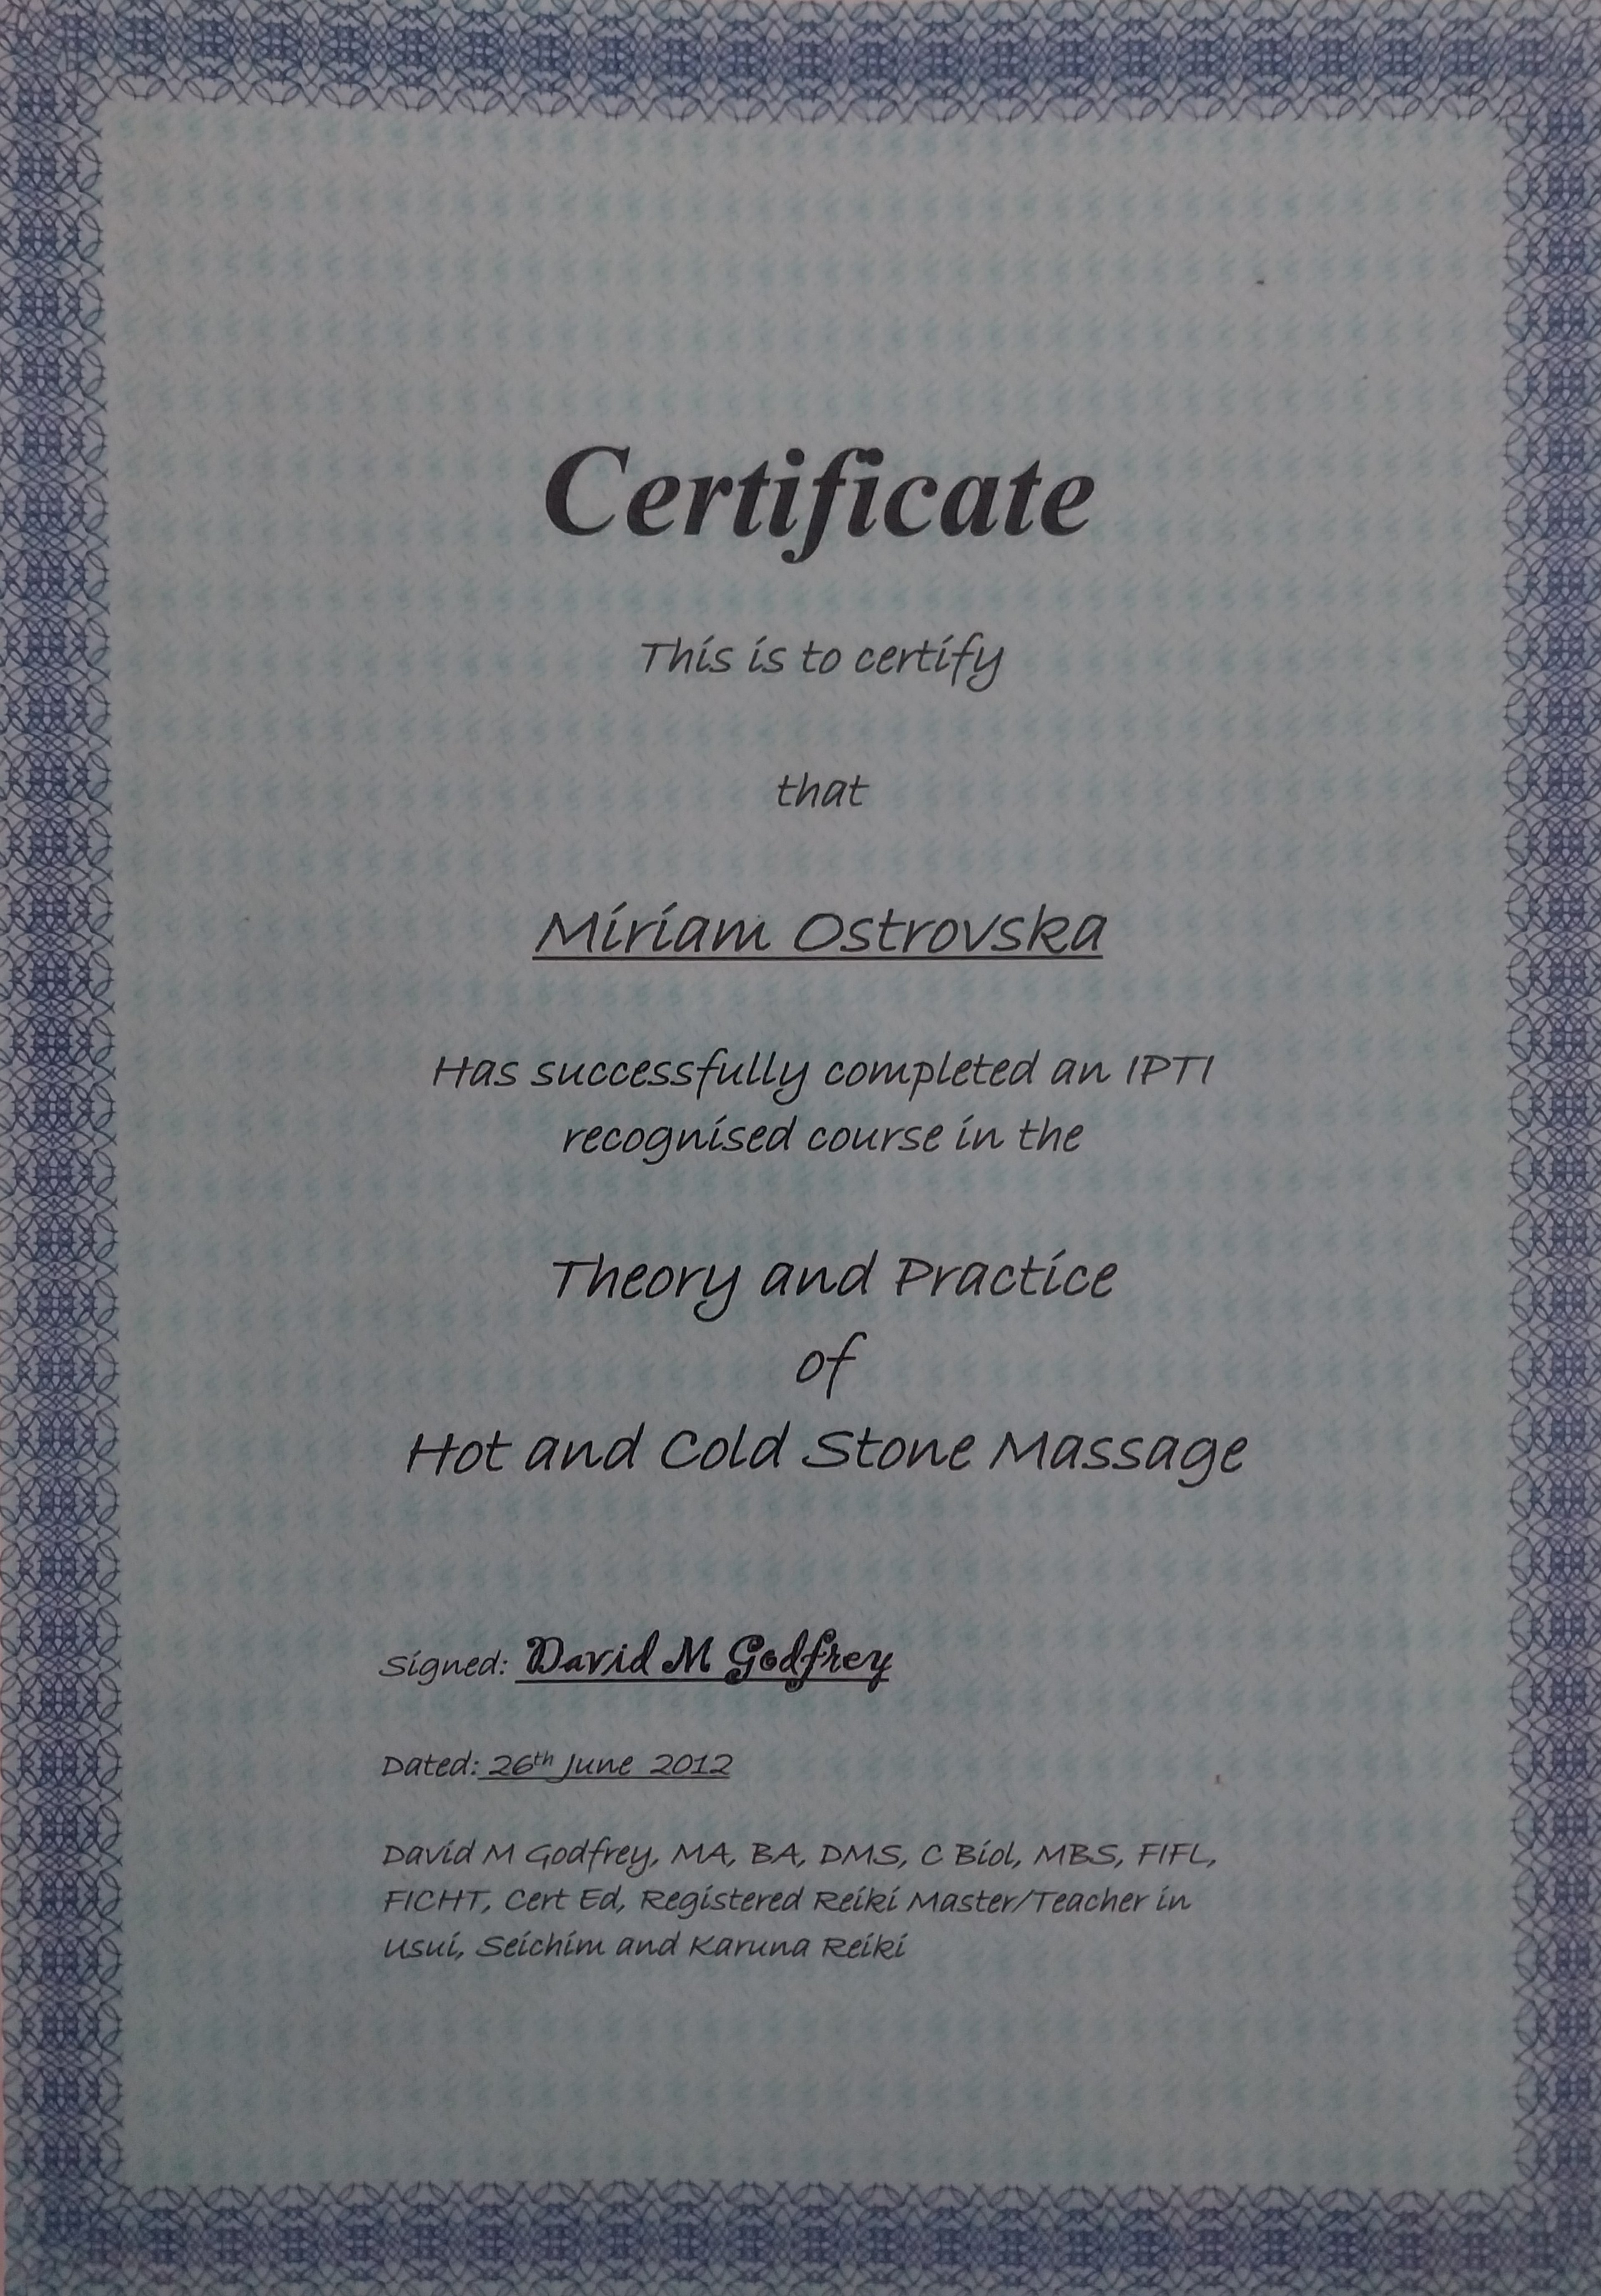 Certificate
This is to certify
that
Miriam Ostrovska
Has successfully completed an IPTI
recognised course in the
Theory and Practice
of
Hot and Cold Stone Massage
Signed: David M Godfrey
Dated: 26th June 2012
David M Godfrey, MA, BA, DMS, C Biol, MBS, FIFL,
FICHT, Cert Ed, Registered Reiki Master/Teacher in
Usui, Seichim and Karuna Reiki